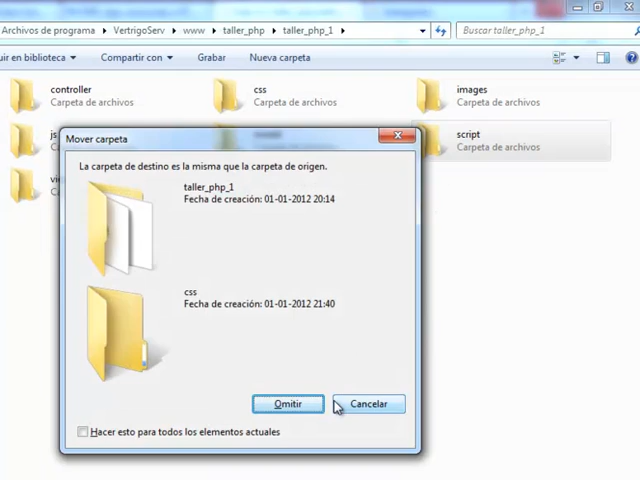 Archivos de programa ▸ VertrigoServ ▸ www ▸ taller_php ▸ taller_php_1 ▸
Buscar taller_php_1
uir en biblioteca
Compartir con
Grabar
Nueva carpeta
controller
Carpeta de archivos
css
Carpeta de archivos
images
Carpeta de archivos
js
script
Carpeta de archivos
Mover carpeta
La carpeta de destino es la misma que la carpeta de origen.
taller_php_1
Fecha de creación: 01-01-2012 20:14
css
Fecha de creación: 01-01-2012 21:40
Omitir
Cancelar
Hacer esto para todos los elementos actuales